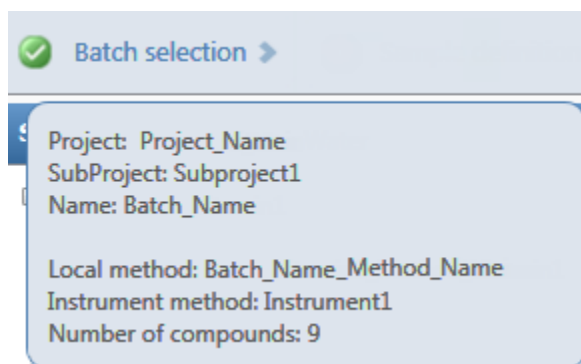 Batch selection
Project: Project_Name
SubProject: Subproject1
Name: Batch_Name
Local method: Batch_Name_Method_Name
Instrument method: Instrument1
Number of compounds: 9